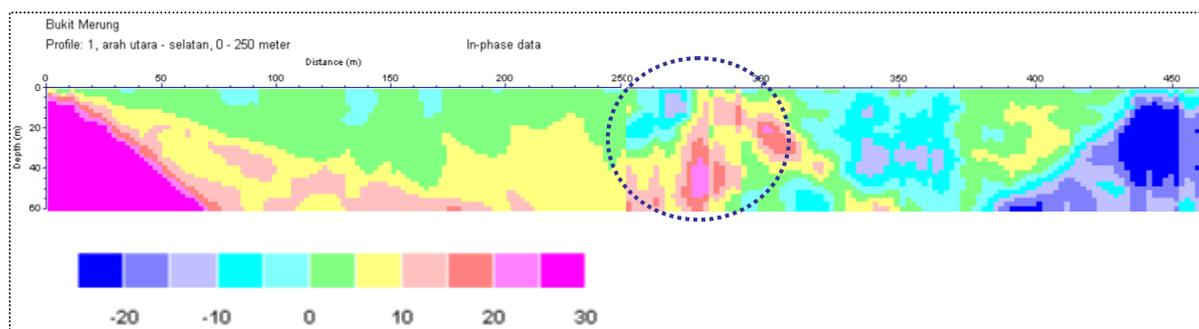 Bukit Merung
Profile: 1, arah utara - selatan, 0 - 250 meter In-phase data
Distance (m)
0 50 100 150 200 250 300 350 400 450
Depth (m)
0
20
40
60
-20 -10 0 10 20 30